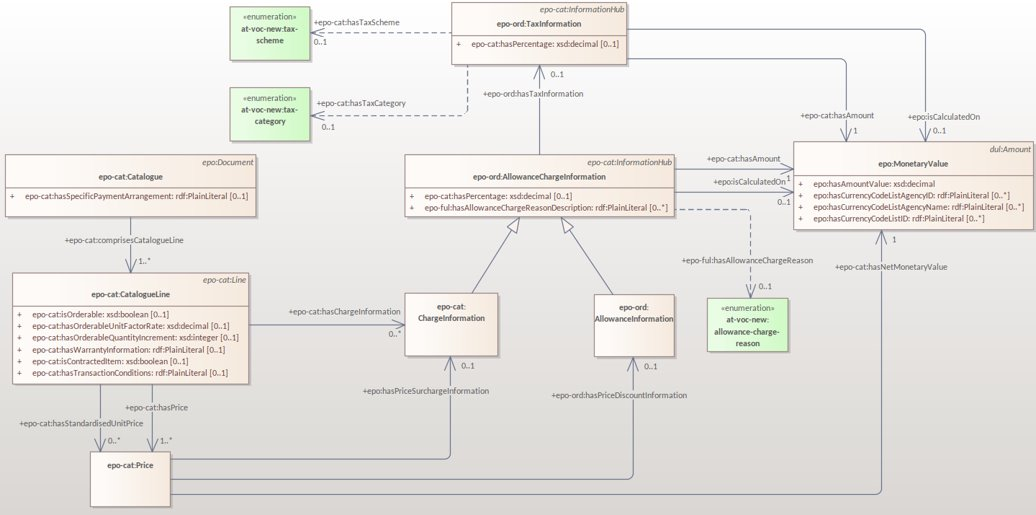 epo-cat:InformationHub
epo-ord:TaxInformation
+ epo-cat:hasPercentage: xsd:decimal [0..1]
«enumeration»
at-voc-new:tax-
scheme
+epo-cat:hasTaxScheme
0..1
«enumeration»
at-voc-new:tax-
category
+epo-cat:hasTaxCategory
0..1
0..1
+epo-ord:hasTaxInformation
+epo-cat:hasAmount
1
+epo:isCalculatedOn
0..1
epo:Document
epo-cat:Catalogue
+ epo-cat:hasSpecificPaymentArrangement: rdf:PlainLiteral [0..1]
epo-cat:InformationHub
epo-ord:AllowanceChargeInformation
+ epo-cat:hasPercentage: xsd:decimal [0..1]
+ epo-ful:hasAllowanceChargeReasonDescription: rdf:PlainLiteral [0..*]
+epo-cat:hasAmount
1
+epo:isCalculatedOn
0..1
dul:Amount
epo:MonetaryValue
+ epo:hasAmountValue: xsd:decimal
+ epo:hasCurrencyCodeListAgencyID: rdf:PlainLiteral [0..*]
+ epo:hasCurrencyCodeListAgencyName: rdf:PlainLiteral [0..*]
+ epo:hasCurrencyCodeListID: rdf:PlainLiteral [0..*]
+epo-cat:comprisesCatalogueLine
1..*
1
+epo-cat:hasNetMonetaryValue
+epo-ful:hasAllowanceChargeReason
0..1
epo-cat:Line
epo-cat:CatalogueLine
+ epo-cat:isOrderable: xsd:boolean [0..1]
+ epo-cat:hasOrderableUnitFactorRate: xsd:decimal [0..1]
+ epo-cat:hasOrderableQuantityIncrement: xsd:integer [0..1]
+ epo-cat:hasWarrantyInformation: rdf:PlainLiteral [0..1]
+ epo-cat:isContractedItem: xsd:boolean [0..1]
+ epo-cat:hasTransactionConditions: rdf:PlainLiteral [0..1]
+epo-cat:hasChargeInformation
0..*
epo-cat:
ChargeInformation
epo-ord:
AllowanceInformation
«enumeration»
at-voc-new:
allowance-charge-
reason
0..1
+epo:hasPriceSurchargeInformation
0..1
+epo-ord:hasPriceDiscountInformation
+epo-cat:hasPrice
1..*
+epo-cat:hasStandardisedUnitPrice
0..*
epo-cat:Price